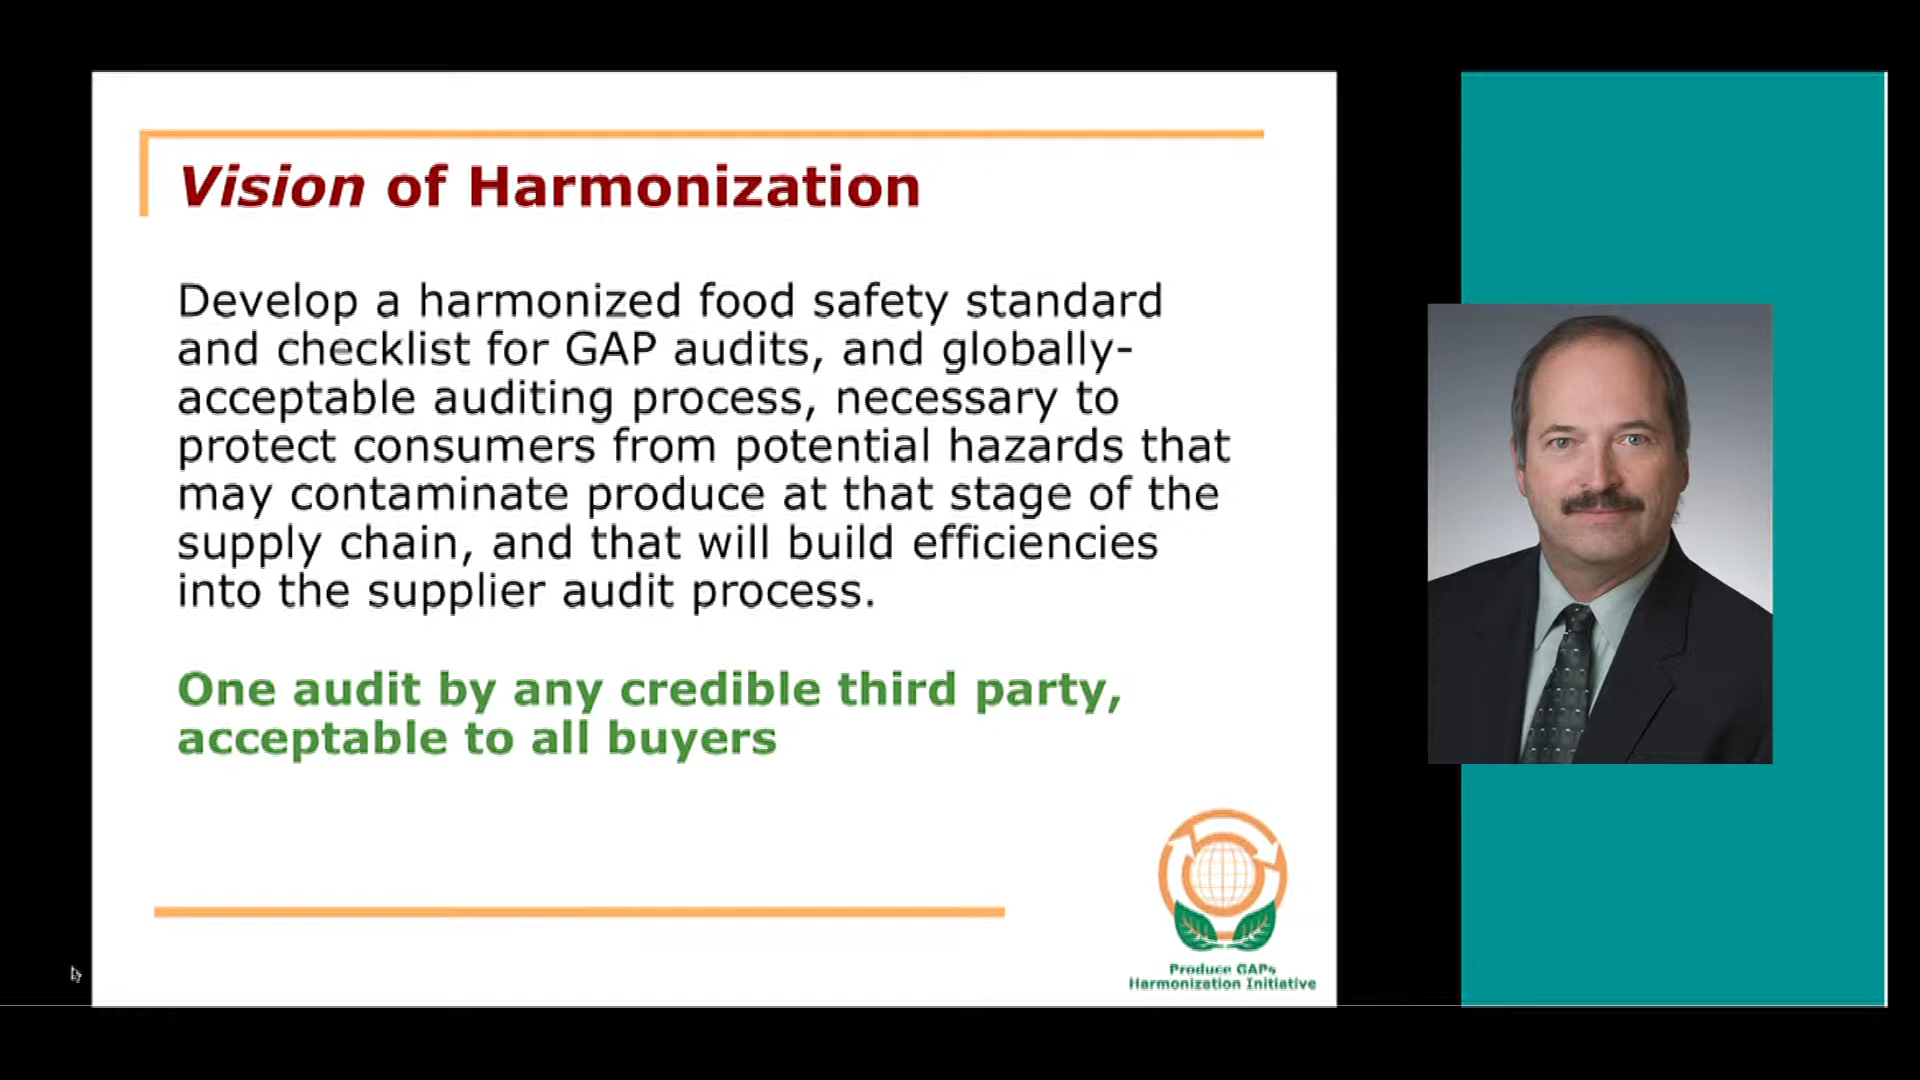 Vision of Harmonization
Develop a harmonized food safety standard
and checklist for GAP audits, and globally-
acceptable auditing process, necessary to
protect consumers from potential hazards that
may contaminate produce at that stage of the
supply chain, and that will build efficiencies
into the supplier audit process.
One audit by any credible third party,
acceptable to all buyers
Produce GAPs
Harmonization Initiative